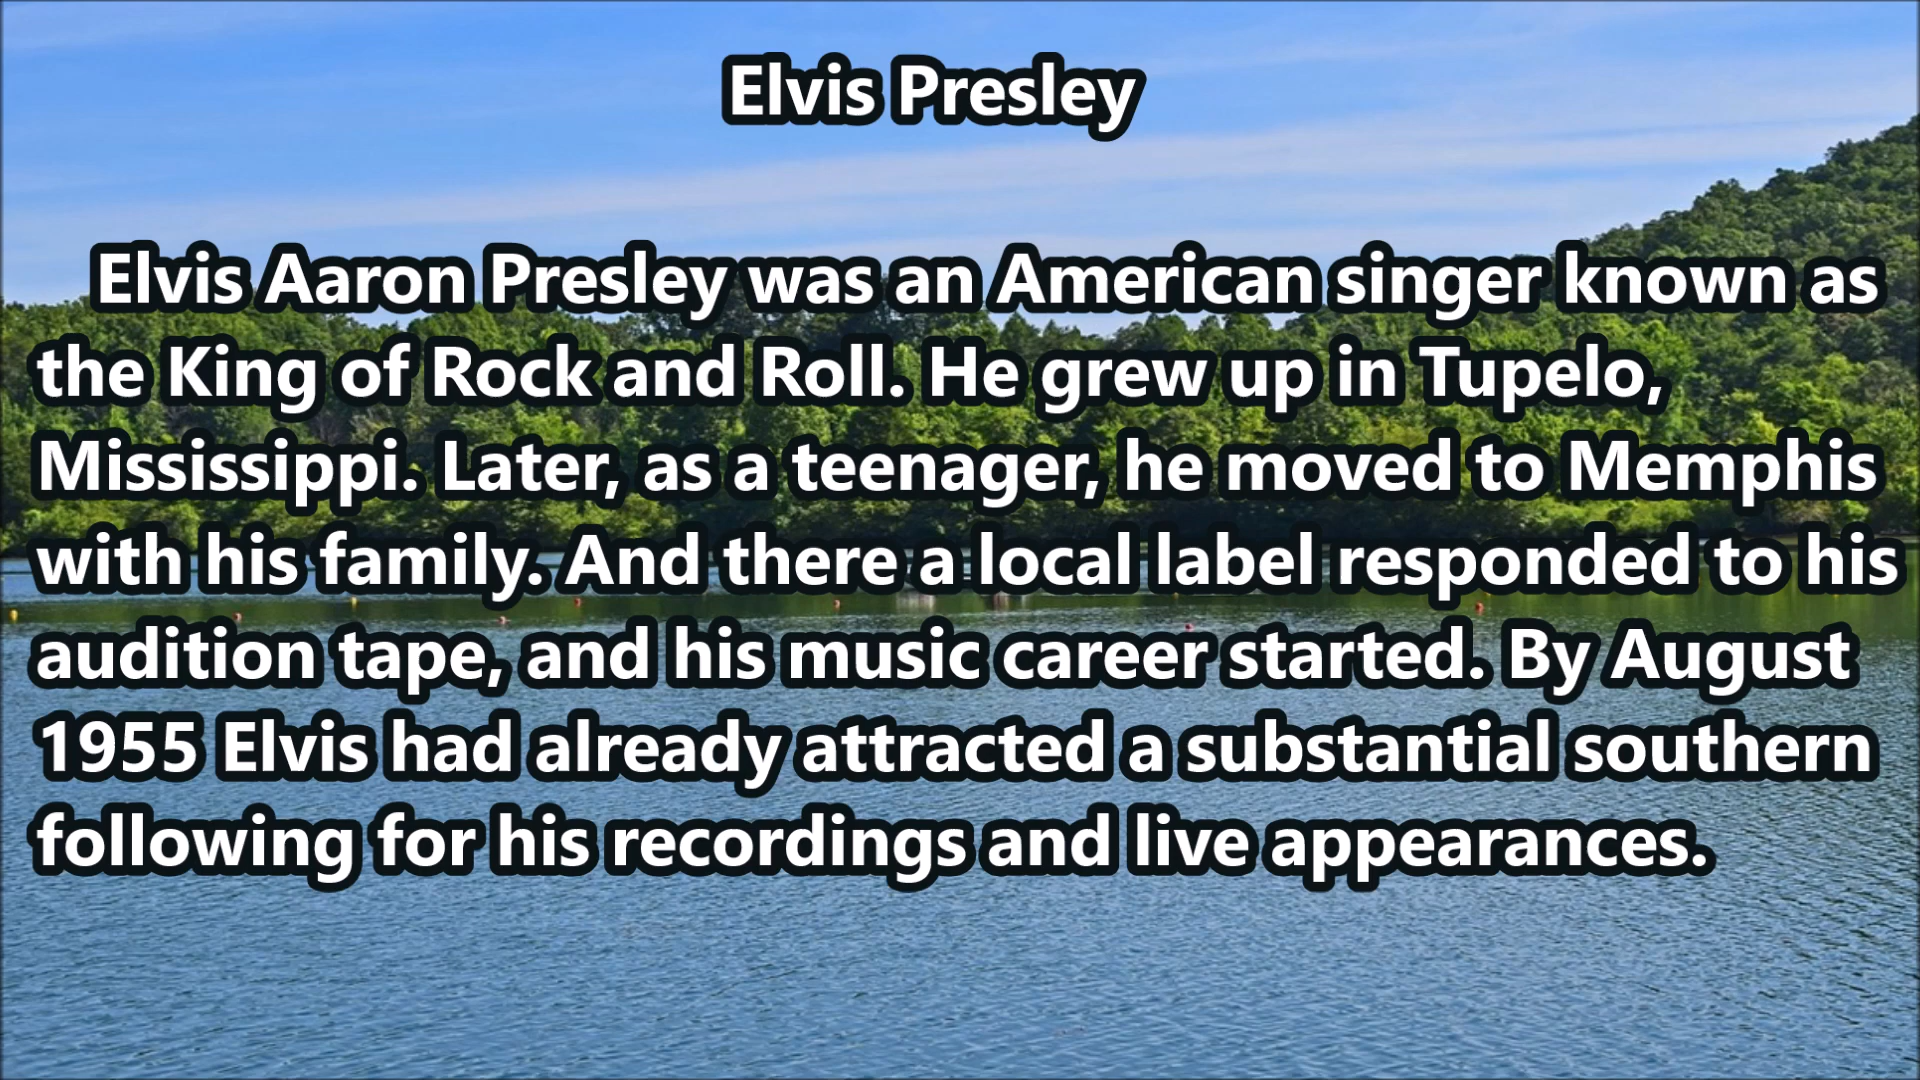 Elvis Presley
Elvis Aaron Presley was an American singer known as
the King of Rock and Roll. He grew up in Tupelo,
Mississippi. Later, as a teenager, he moved to Memphis
with his family. And there a local label responded to his
audition tape, and his music career started. By August
1955 Elvis had already attracted a substantial southern
following for his recordings and live appearances.